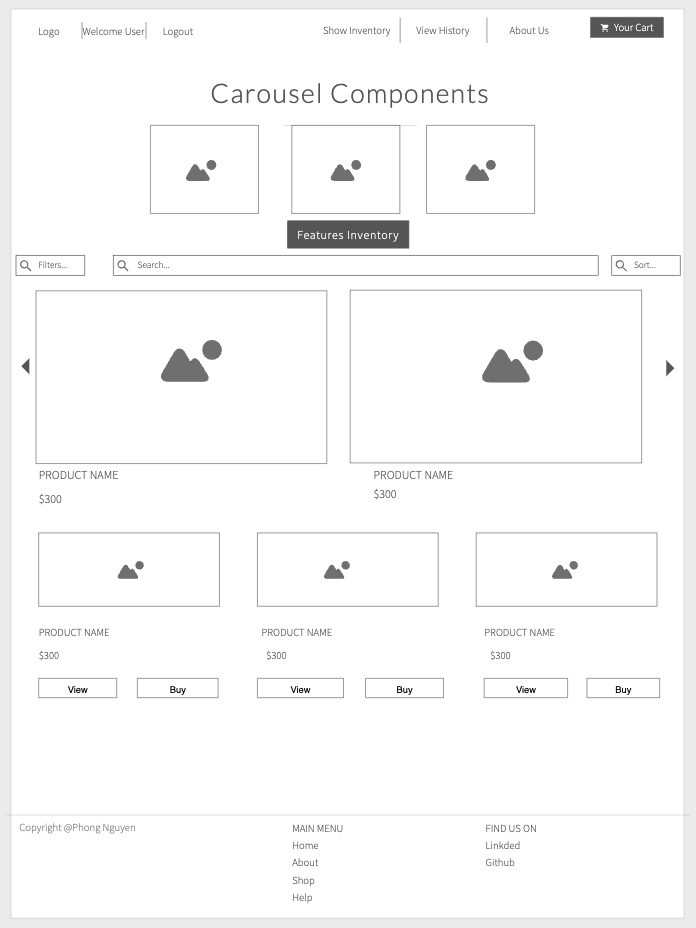 Logo Welcome User Logout Show Inventory View History About Us Your Cart
Carousel Components
Features Inventory
Filters... Search... Sort...
PRODUCT NAME PRODUCT NAME
$300 $300
PRODUCT NAME PRODUCT NAME PRODUCT NAME
$300 $300 $300
View Buy View Buy View Buy
Copyright @Phong Nguyen MAIN MENU FIND US ON
Home Linkded
About Github
Shop
Help